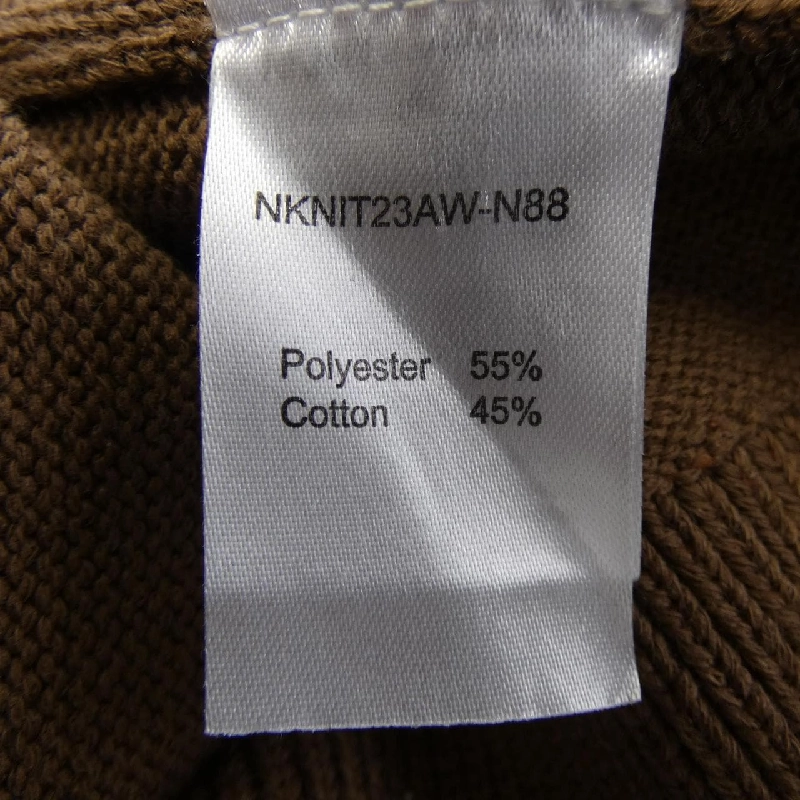 NKNIT23AW-N88
Polyester 55%
Cotton 45%